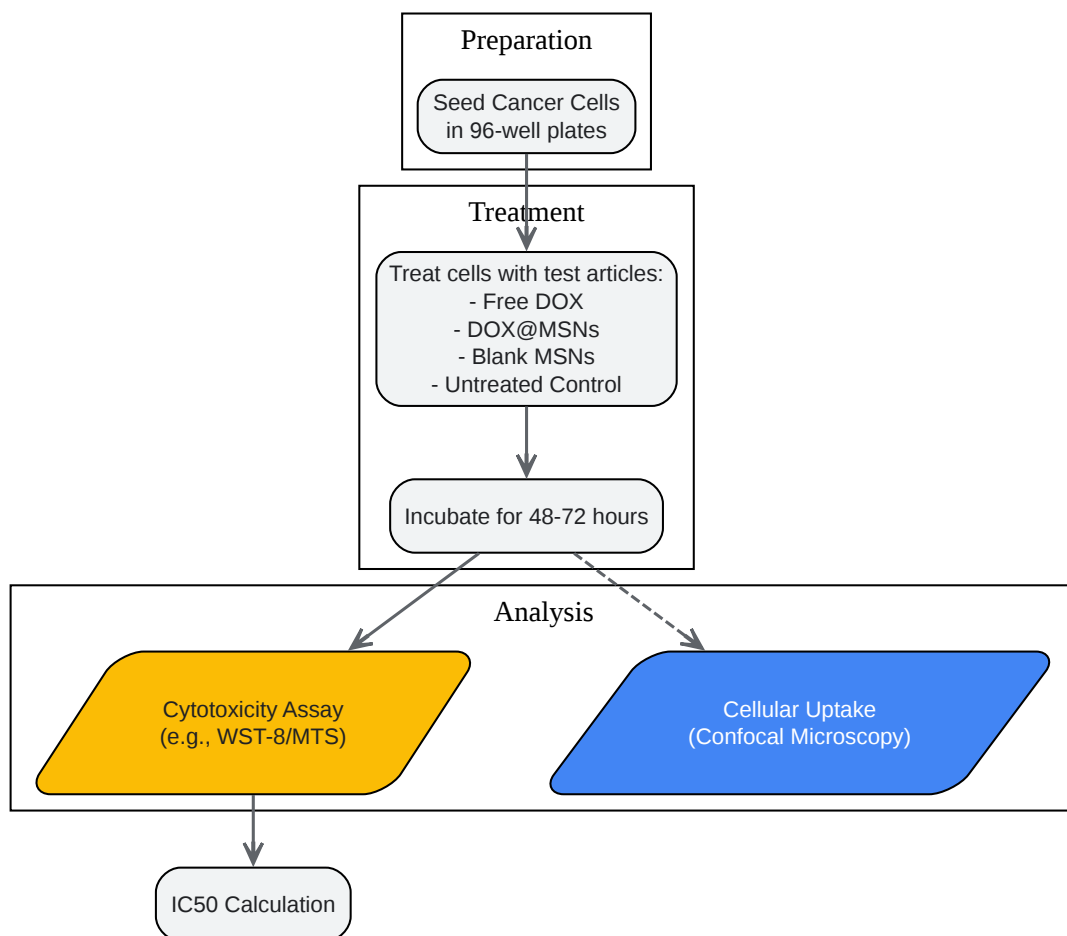 Preparation
Seed Cancer Cells
in 96-well plates
Treatment
Treat cells with test articles:
- Free DOX
- DOX@MSNs
- Blank MSNs
- Untreated Control
Incubate for 48-72 hours
Analysis
Cytotoxicity Assay
(e.g., WST-8/MTS)
Cellular Uptake
(Confocal Microscopy)
IC50 Calculation